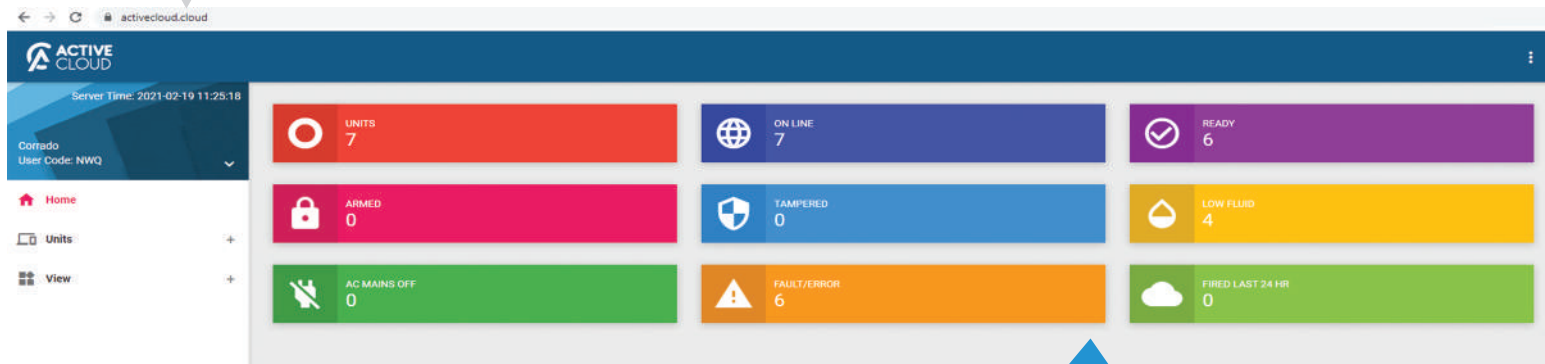 activecloud.cloud
ACTIVE
CLOUD
Server Time: 2021-02-19 11:25:18
Corrado
User Code: NWQ
Home
Units
+
View
+
UNITS
7
ON LINE
7
READY
6
ARMED
0
TAMPERED
0
LOW FLUID
4
AC MAINS OFF
0
FAULT/ERROR
6
FIRED LAST 24 HR
0